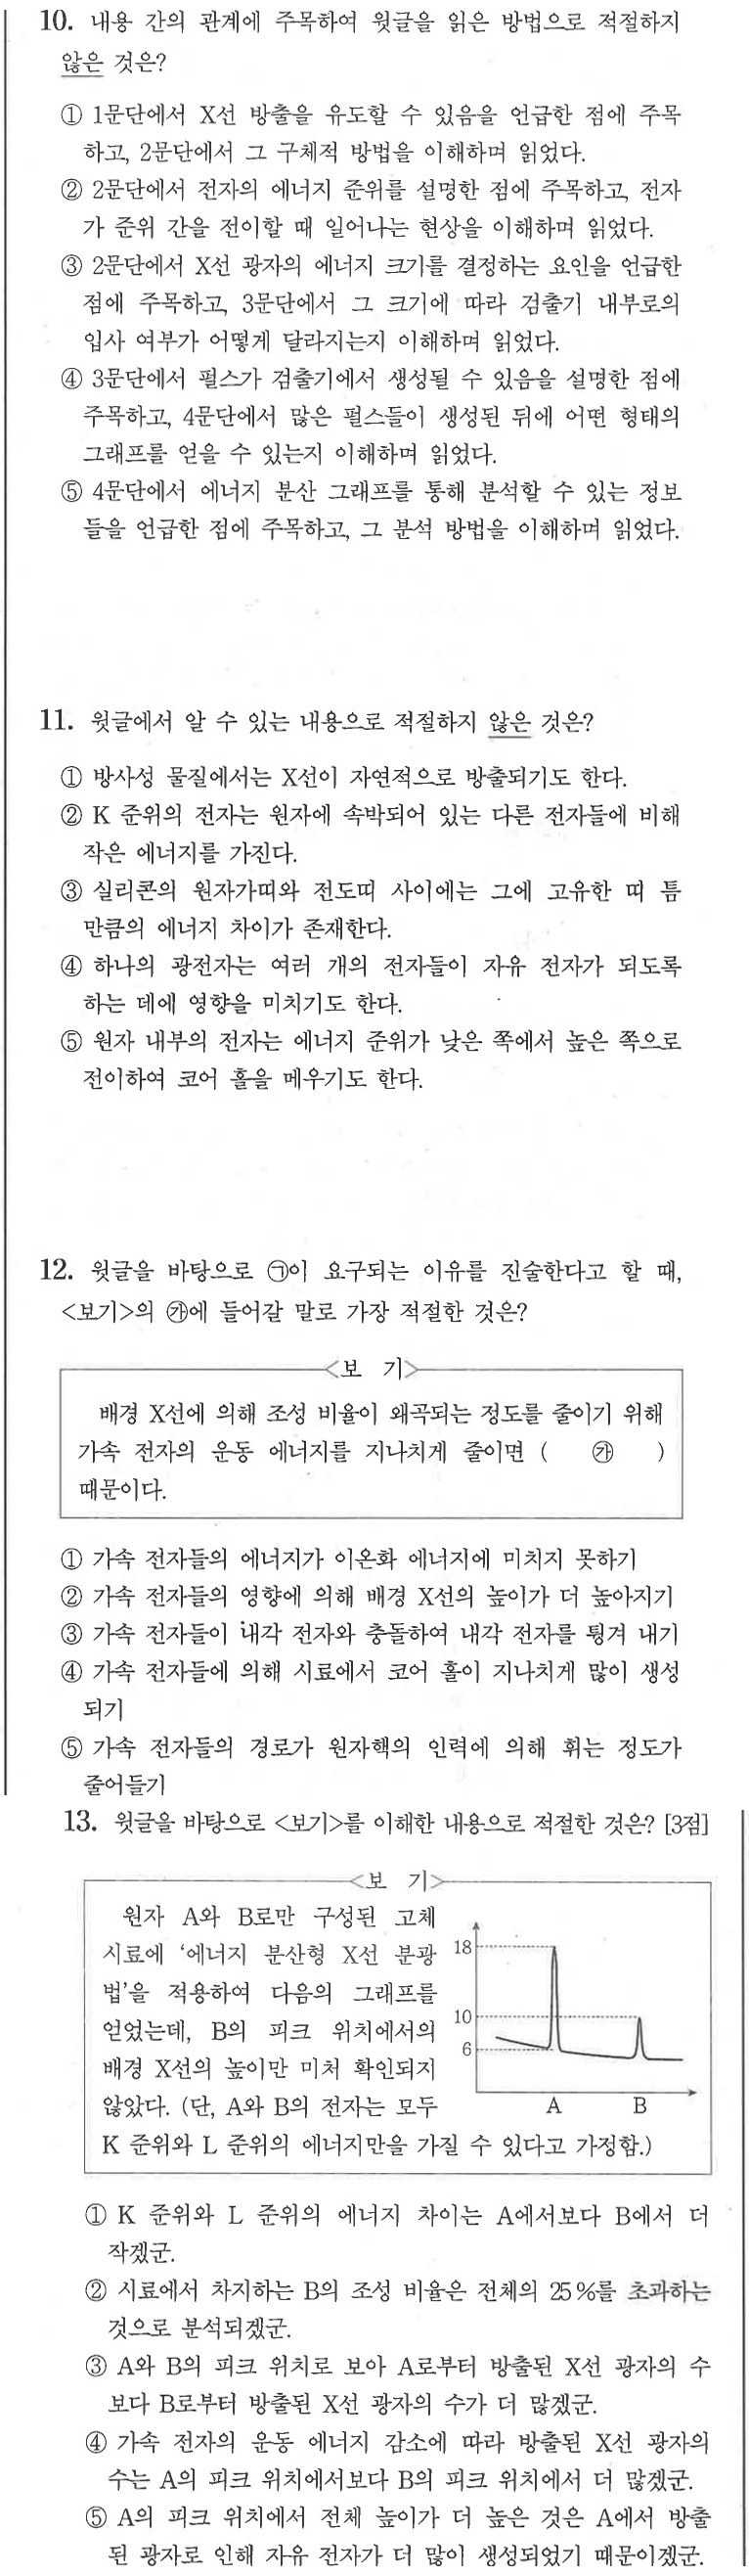 10. 내용 간의 관계에 주목하여 윗글을 읽은 방법으로 적절하지
않은 것은?
① 1문단에서 X선 방출을 유도할 수 있음을 언급한 점에 주목
하고, 2문단에서 그 구체적 방법을 이해하며 읽었다.
② 2문단에서 전자의 에너지 준위를 설명한 점에 주목하고, 전자
가 준위 간을 전이할 때 일어나는 현상을 이해하며 읽었다.
③ 2문단에서 X선 광자의 에너지 크기를 결정하는 요인을 언급한
점에 주목하고, 3문단에서 그 크기에 따라 검출기 내부로의
입사 여부가 어떻게 달라지는지 이해하며 읽었다.
④ 3문단에서 펄스가 검출기에서 생성될 수 있음을 설명한 점에
주목하고, 4문단에서 많은 펄스들이 생성된 뒤에 어떤 형태의
그래프를 얻을 수 있는지 이해하며 읽었다.
⑤ 4문단에서 에너지 분산 그래프를 통해 분석할 수 있는 정보
들을 언급한 점에 주목하고, 그 분석 방법을 이해하며 읽었다.
11. 윗글에서 알 수 있는 내용으로 적절하지 않은 것은?
① 방사성 물질에서는 X선이 자연적으로 방출되기도 한다.
② K 준위의 전자는 원자에 속박되어 있는 다른 전자들에 비해
작은 에너지를 가진다.
③ 실리콘의 원자가띠와 전도띠 사이에는 그에 고유한 띠 틈
만큼의 에너지 차이가 존재한다.
④ 하나의 광전자는 여러 개의 전자들이 자유 전자가 되도록
하는 데에 영향을 미치기도 한다.
⑤ 원자 내부의 전자는 에너지 준위가 낮은 쪽에서 높은 쪽으로
전이하여 코어 홀을 메우기도 한다.
12. 윗글을 바탕으로 ㉠이 요구되는 이유를 진술한다고 할 때,
<보기>의 ㉮에 들어갈 말로 가장 적절한 것은?
<보 기>
배경 X선에 의해 조성 비율이 왜곡되는 정도를 줄이기 위해
가속 전자의 운동 에너지를 지나치게 줄이면 ( ㉮ )
때문이다.
① 가속 전자들의 에너지가 이온화 에너지에 미치지 못하기
② 가속 전자들의 영향에 의해 배경 X선의 높이가 더 높아지기
③ 가속 전자들이 내각 전자와 충돌하여 내각 전자를 튕겨 내기
④ 가속 전자들에 의해 시료에서 코어 홀이 지나치게 많이 생성
되기
⑤ 가속 전자들의 경로가 원자핵의 인력에 의해 휘는 정도가
줄어들기
13. 윗글을 바탕으로 <보기>를 이해한 내용으로 적절한 것은? [3점]
<보 기>
원자 A와 B로만 구성된 고체
시료에 '에너지 분산형 X선 분광
법'을 적용하여 다음의 그래프를
얻었는데, B의 피크 위치에서의
배경 X선의 높이만 미처 확인되지
않았다. (단, A와 B의 전자는 모두
K 준위와 L 준위의 에너지만을 가질 수 있다고 가정함.)
18
10
6
A B
① K 준위와 L 준위의 에너지 차이는 A에서보다 B에서 더
작겠군.
② 시료에서 차지하는 B의 조성 비율은 전체의 25%를 초과하는
것으로 분석되겠군.
③ A와 B의 피크 위치로 보아 A로부터 방출된 X선 광자의 수
보다 B로부터 방출된 X선 광자의 수가 더 많겠군.
④ 가속 전자의 운동 에너지 감소에 따라 방출된 X선 광자의
수는 A의 피크 위치에서보다 B의 피크 위치에서 더 많겠군.
⑤ A의 피크 위치에서 전체 높이가 더 높은 것은 A에서 방출
된 광자로 인해 자유 전자가 더 많이 생성되었기 때문이겠군.